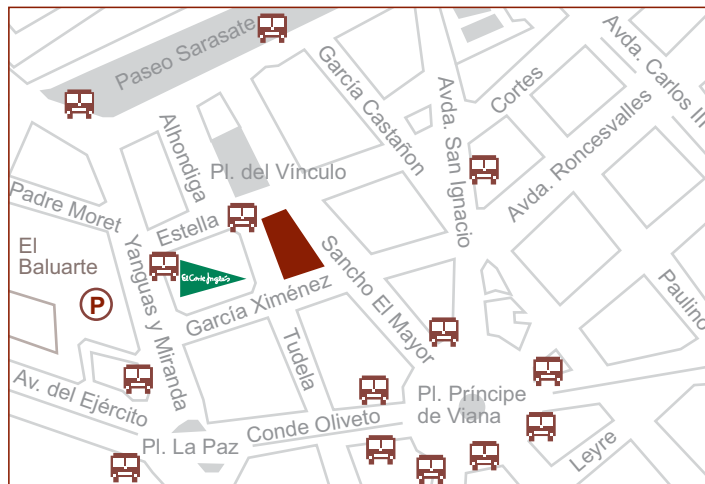 Paseo Sarasate
García Castañon
Avda. San Ignacio
Cortes
Avda. Carlos III
Avda. Roncesvalles
Alhondiga
Pl. del Vínculo
Padre Moret
Estella
El
Baluarte
Yanguas y Miranda
El Corte Inglés
Sancho El Mayor
Paulino
P
García Ximénez
Tudela
Av. del Ejército
Pl. Príncipe
de Viana
Conde Oliveto
Pl. La Paz
Leyre